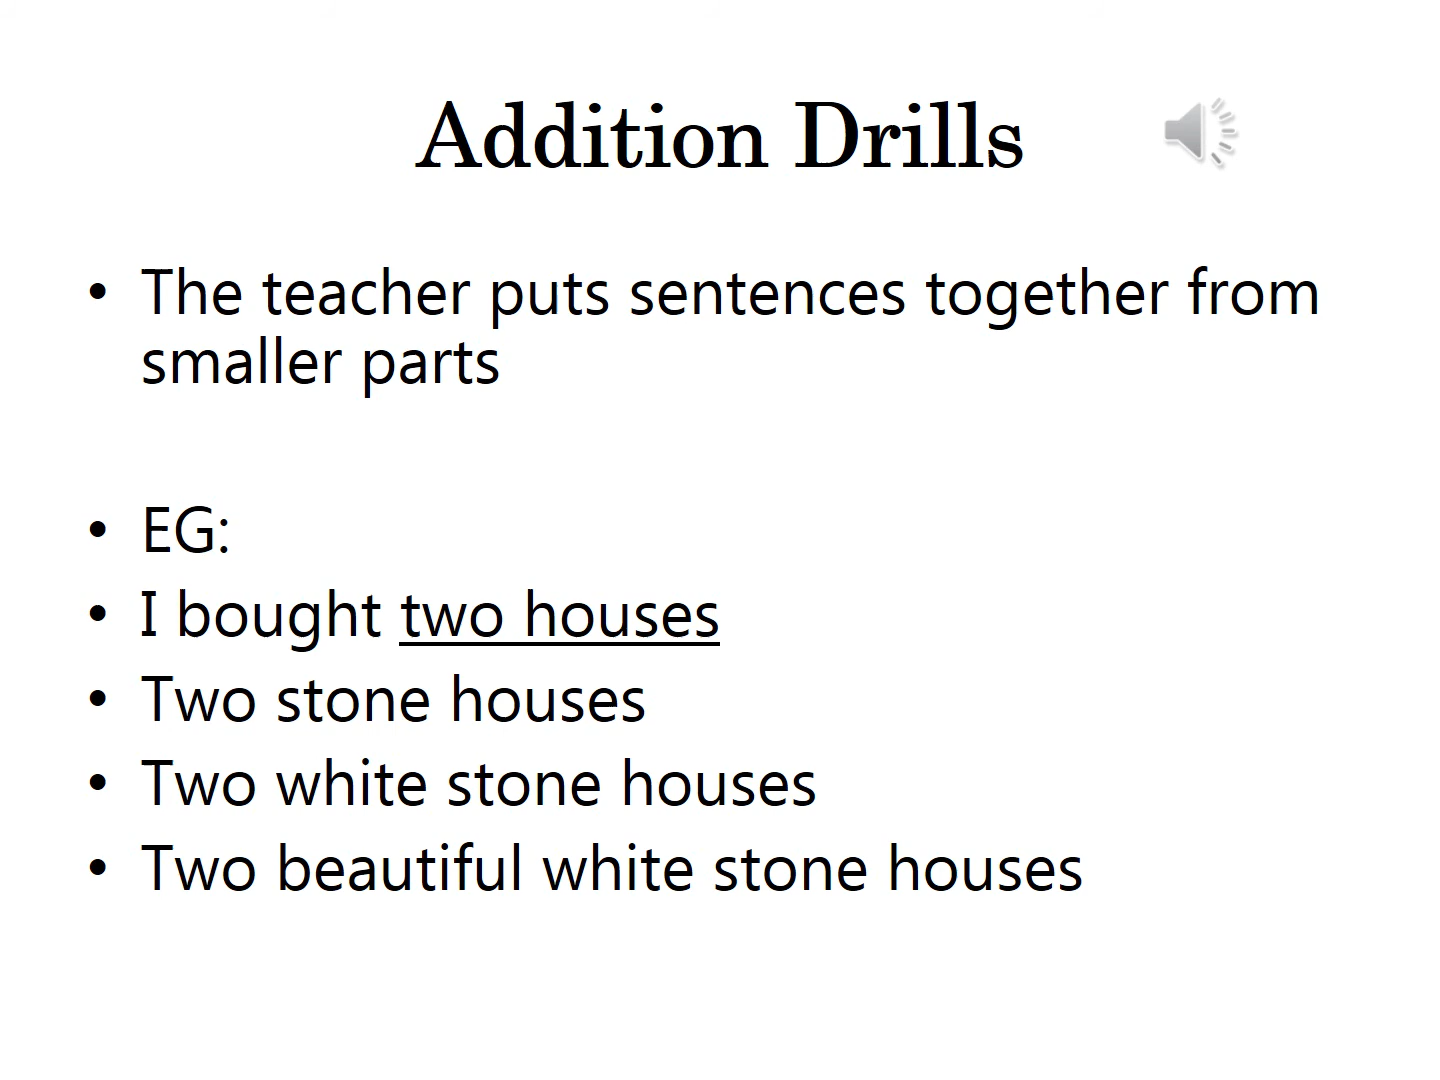 Addition Drills
• The teacher puts sentences together from
smaller parts
• EG:
• I bought two houses
• Two stone houses
• Two white stone houses
• Two beautiful white stone houses